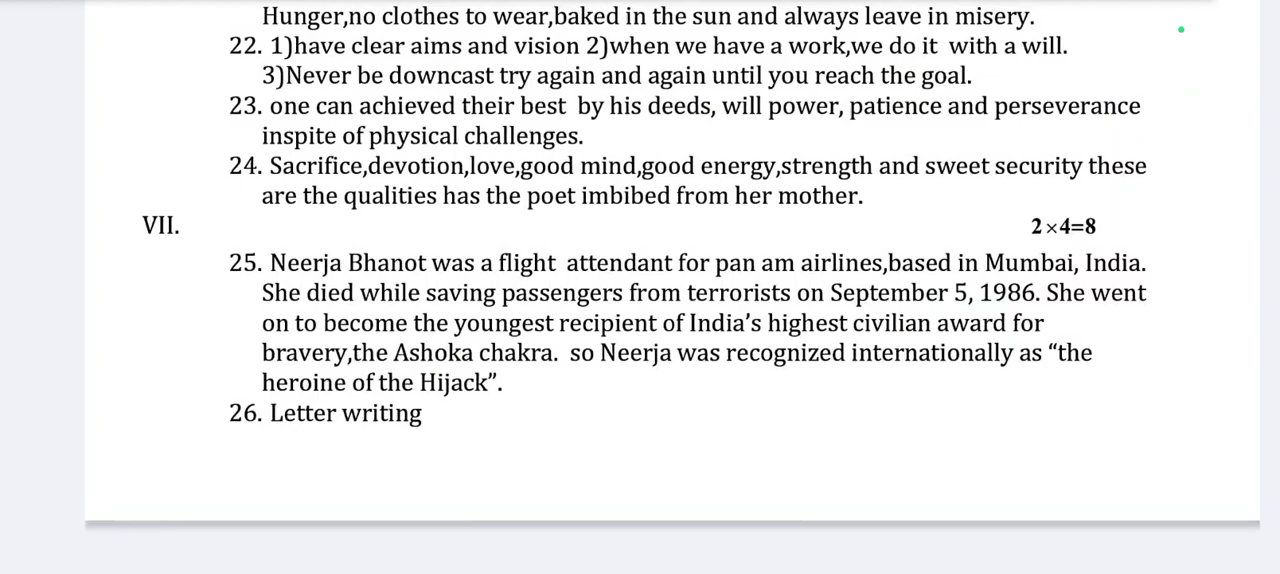 Hunger,no clothes to wear,baked in the sun and always leave in misery.
22. 1)have clear aims and vision 2)when we have a work,we do it with a will.
3)Never be downcast try again and again until you reach the goal.
23. one can achieved their best by his deeds, will power, patience and perseverance
inspite of physical challenges.
24. Sacrifice,devotion,love,good mind,good energy,strength and sweet security these
are the qualities has the poet imbibed from her mother.
VII. 2×4=8
25. Neerja Bhanot was a flight attendant for pan am airlines,based in Mumbai, India.
She died while saving passengers from terrorists on September 5, 1986. She went
on to become the youngest recipient of India’s highest civilian award for
bravery,the Ashoka chakra. so Neerja was recognized internationally as “the
heroine of the Hijack”.
26. Letter writing